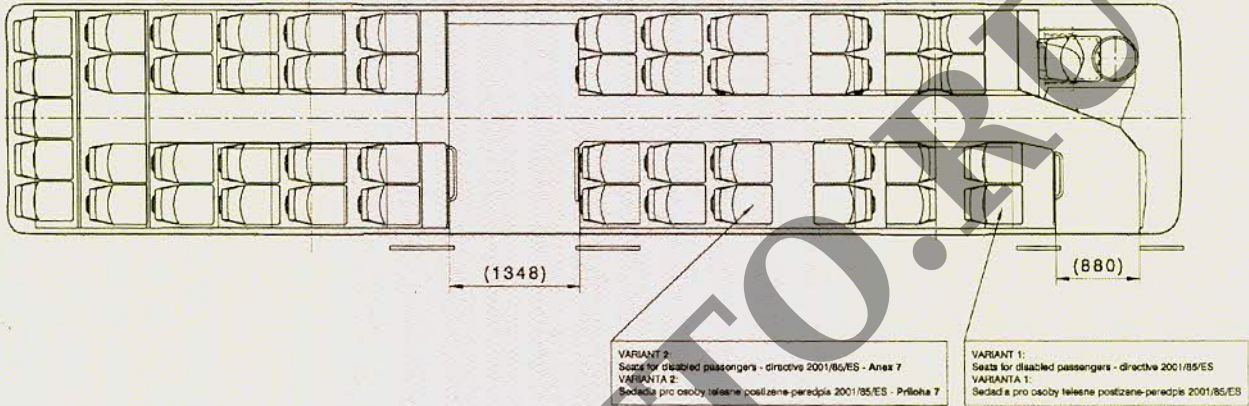 (1348)
(880)
VARIANT 2:
Seats for disabled passengers - directive 2001/85/ES - Anex 7
VARIANTA 2:
Sedadla pro osoby telesne postizene-peredpis 2001/85/ES - Priloha 7
VARIANT 1:
Seats for disabled passengers - directive 2001/85/ES
VARIANTA 1:
Sedadla pro osoby telesne postizene-peredpis 2001/85/ES
TO.RU